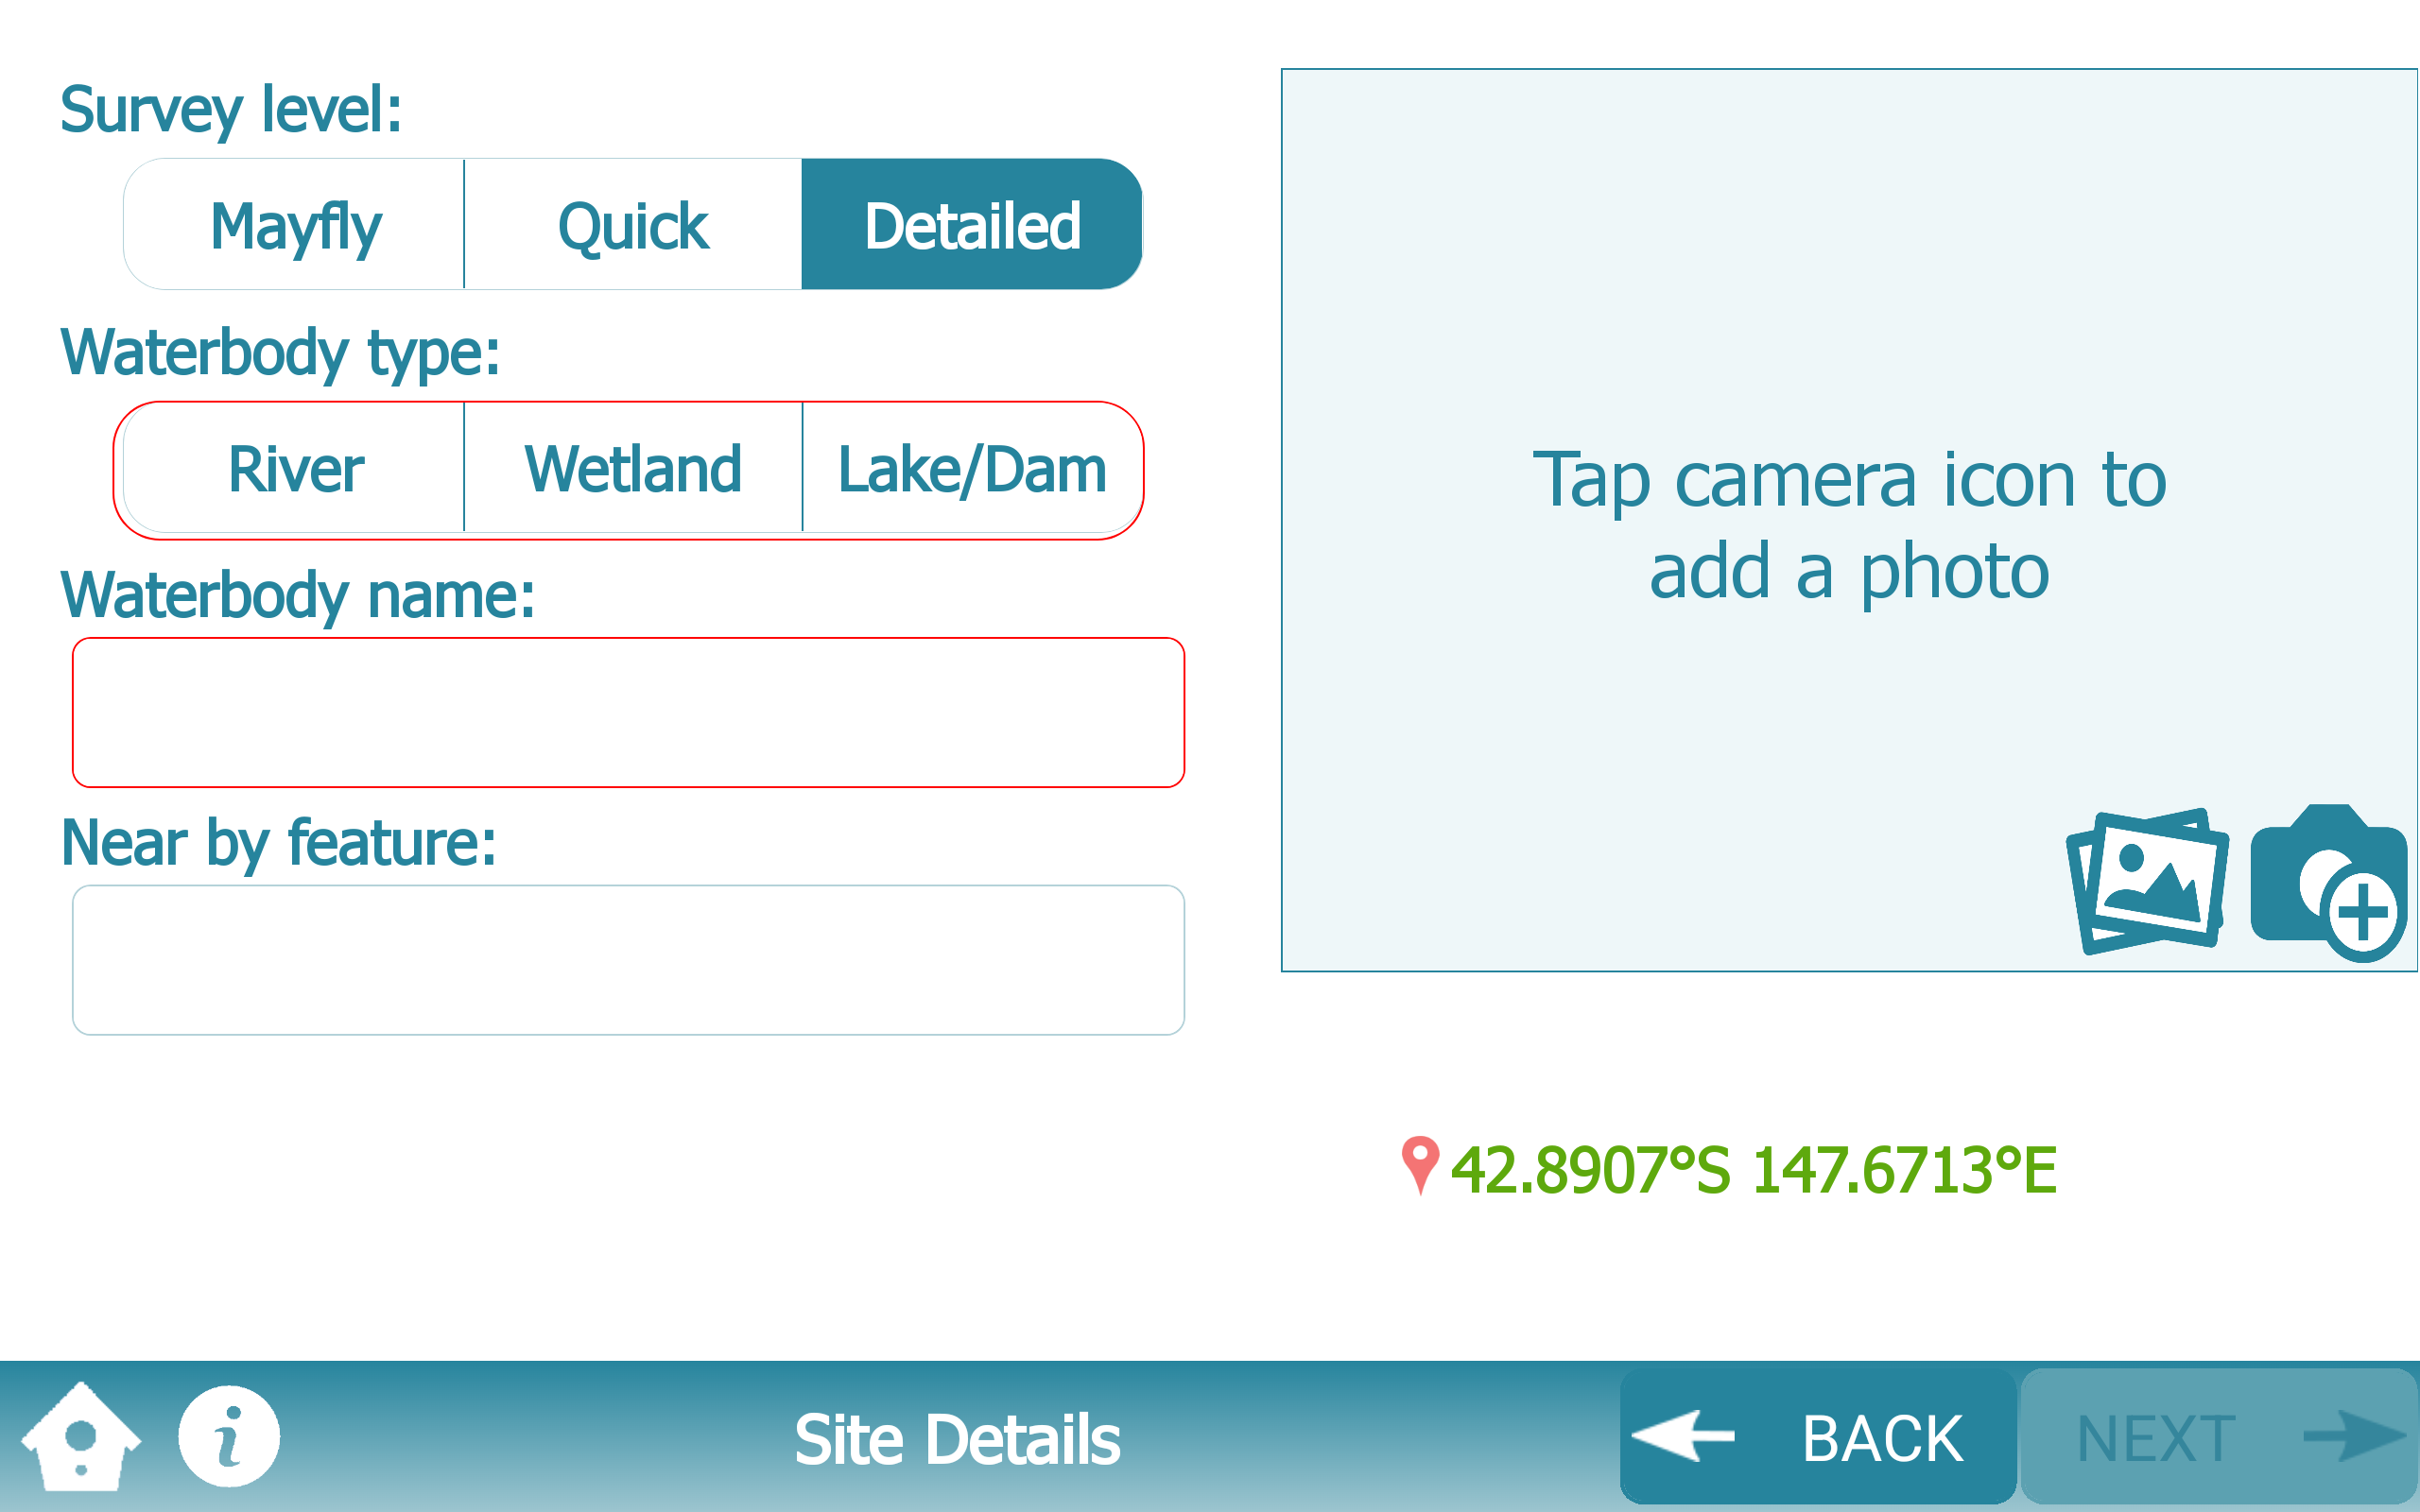 Survey level:
Mayfly Quick Detailed
Waterbody type:
River Wetland Lake/Dam
Waterbody name:
Near by feature:
Tap camera icon to
add a photo
42.8907°S 147.6713°E
Site Details
BACK
NEXT